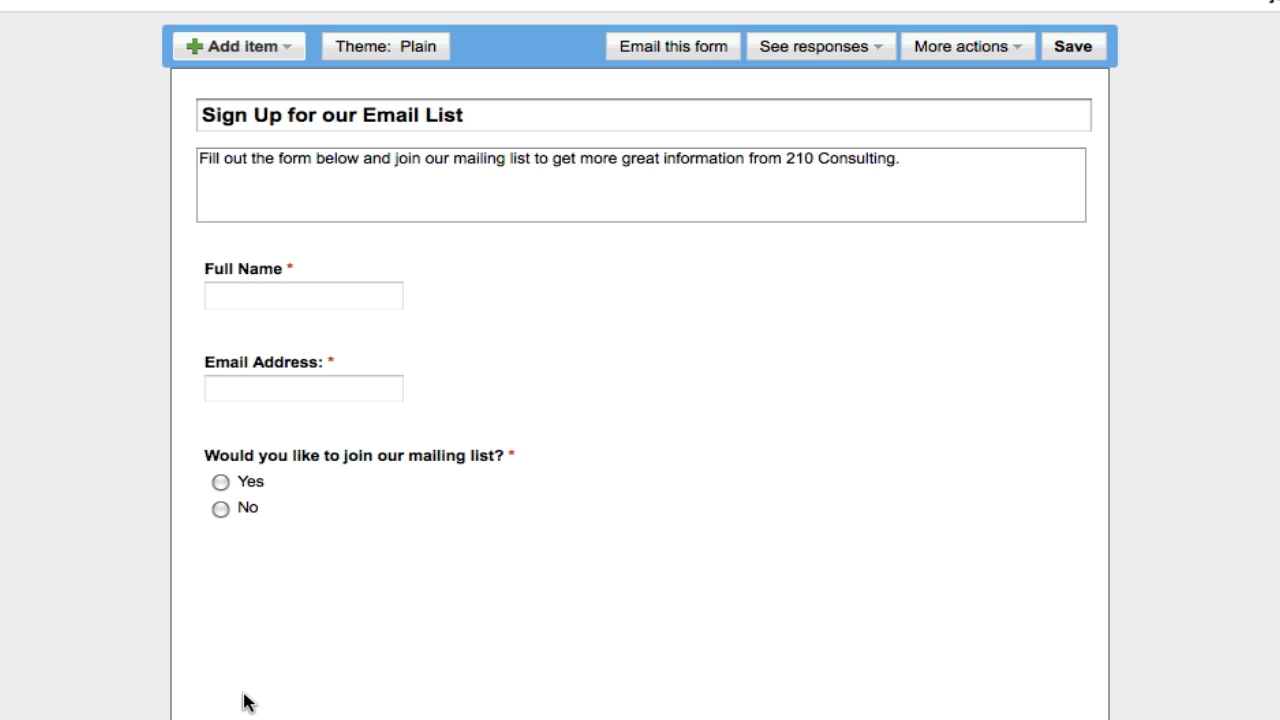 Add item Theme: Plain Email this form See responses More actions Save
Sign Up for our Email List
Fill out the form below and join our mailing list to get more great information from 210 Consulting.
Full Name *
Email Address: *
Would you like to join our mailing list? *
Yes
No